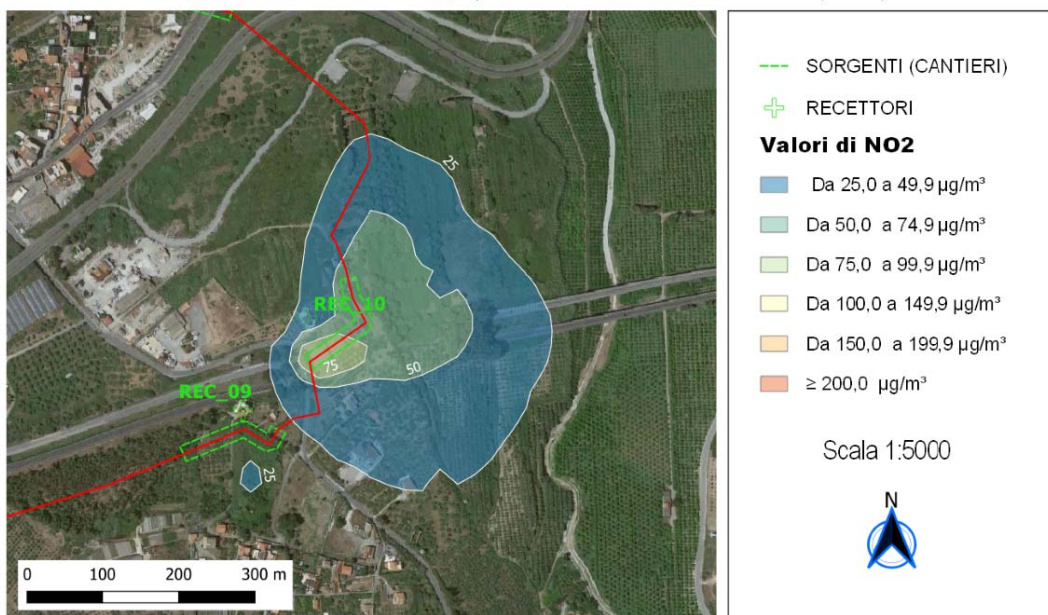 25
REC_10
75
50
REC_09
25
0 100 200 300 m
SORGENTI (CANTIERI)
RECETTORI
Valori di NO2
Da 25,0 a 49,9 µg/m³
Da 50,0 a 74,9 µg/m³
Da 75,0 a 99,9 µg/m³
Da 100,0 a 149,9 µg/m³
Da 150,0 a 199,9 µg/m³
≥ 200,0 µg/m³
Scala 1:5000
N